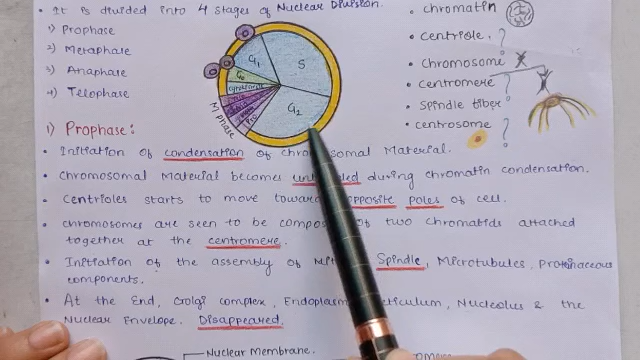 • It is divided into 4 stages of Nuclear Division.
1) Prophase
2) Metaphase
3) Anaphase
4) Telophase
G1
S
G0
cytokinesis
G2
M phase
• chromatin
• Centriole ?
• Chromosome
• Centromere ?
• Spindle fiber
• centrosome ?
1) Prophase:
• Initiation of condensation of chromosomal Material.
• Chromosomal Material becomes during chromatin condensation.
• Centrioles starts to move toward opposite poles of cell.
• chromosomes are seen to be composed of two chromatids attached
together at the centromere.
• Initiation of the assembly of Spindle, Microtubules, Protinaceous
components.
• At the End, Golgi complex, Endoplasmic Reticulum, Nucleolus & the
Nuclear Envelope. Disappeared.
Nuclear Membrane.